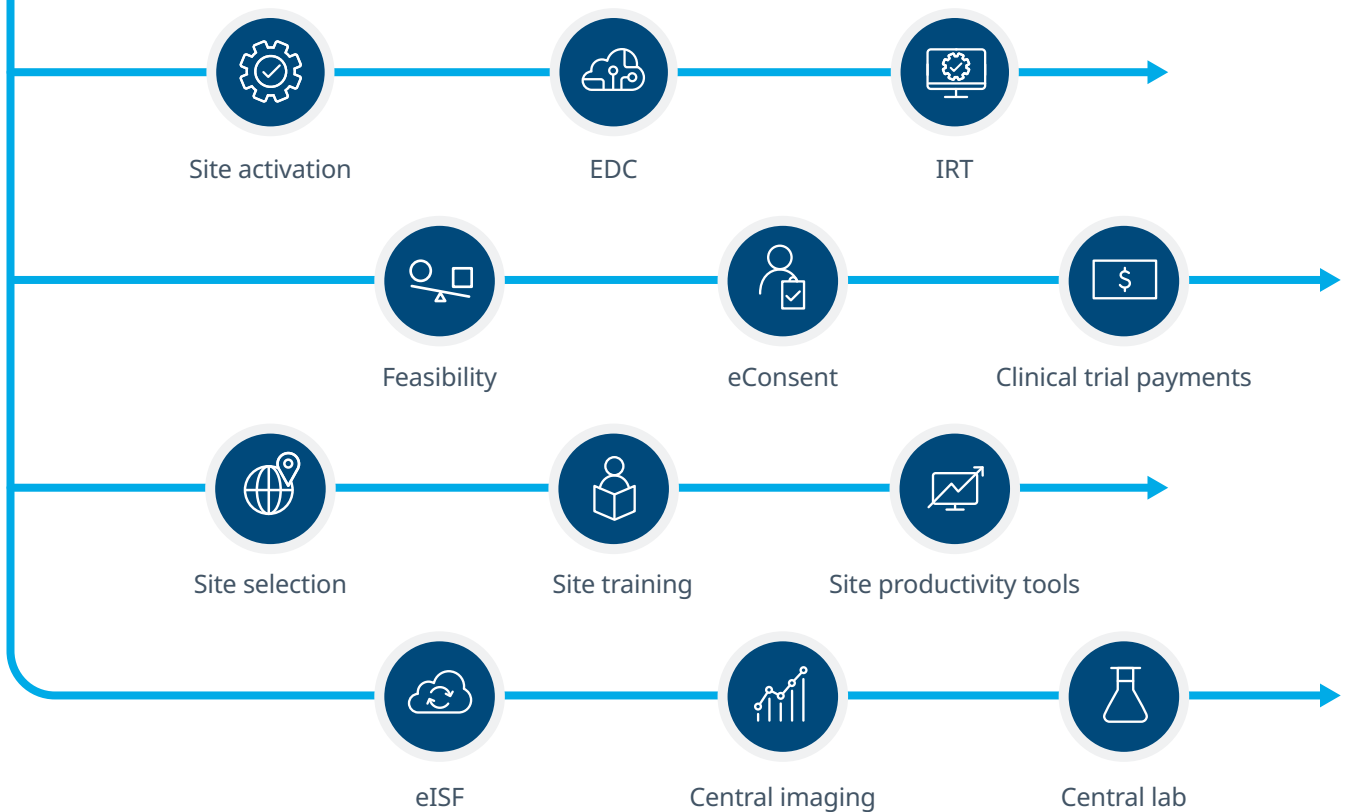 Site activation
EDC
IRT
Feasibility
eConsent
$
Clinical trial payments
Site selection
Site training
Site productivity tools
eISF
Central imaging
Central lab